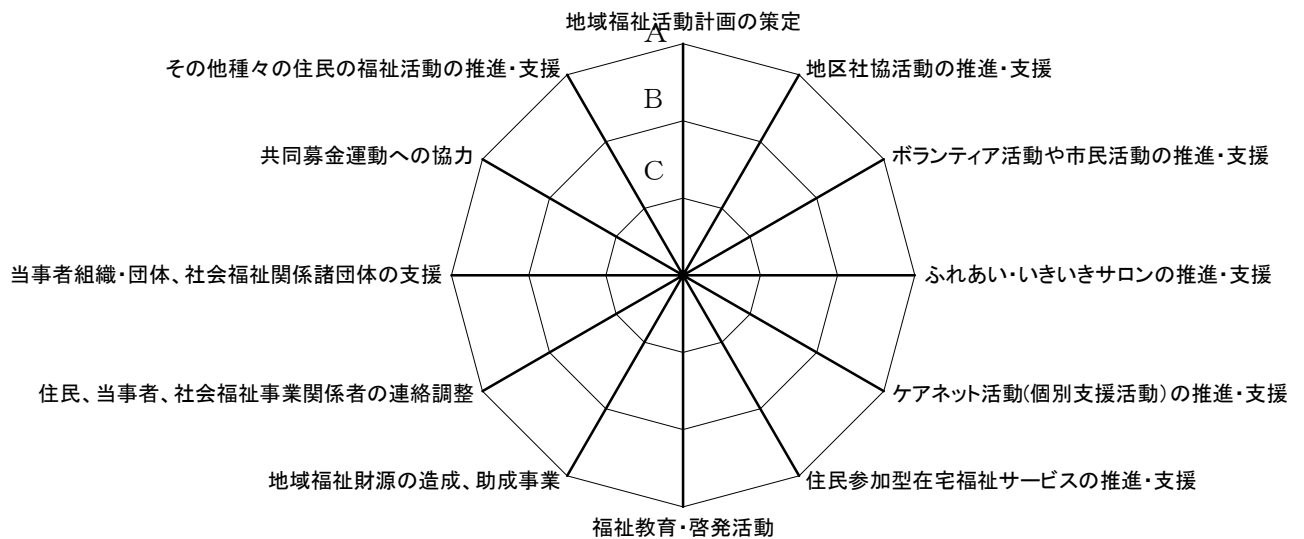 地域福祉活動計画の策定
A
その他種々の住民の福祉活動の推進・支援
地区社協活動の推進・支援
B
共同募金運動への協力
ボランティア活動や市民活動の推進・支援
C
当事者組織・団体、社会福祉関係諸団体の支援
ふれあい・いきいきサロンの推進・支援
住民、当事者、社会福祉事業関係者の連絡調整
ケアネット活動(個別支援活動)の推進・支援
地域福祉財源の造成、助成事業
住民参加型在宅福祉サービスの推進・支援
福祉教育・啓発活動